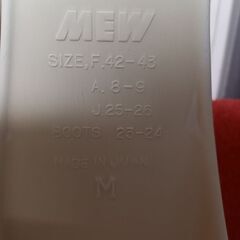 MEW
SIZE,F.42-43
A. 8-9
J.25-26
BOOTS 23-24
MADE IN JAPAN
M